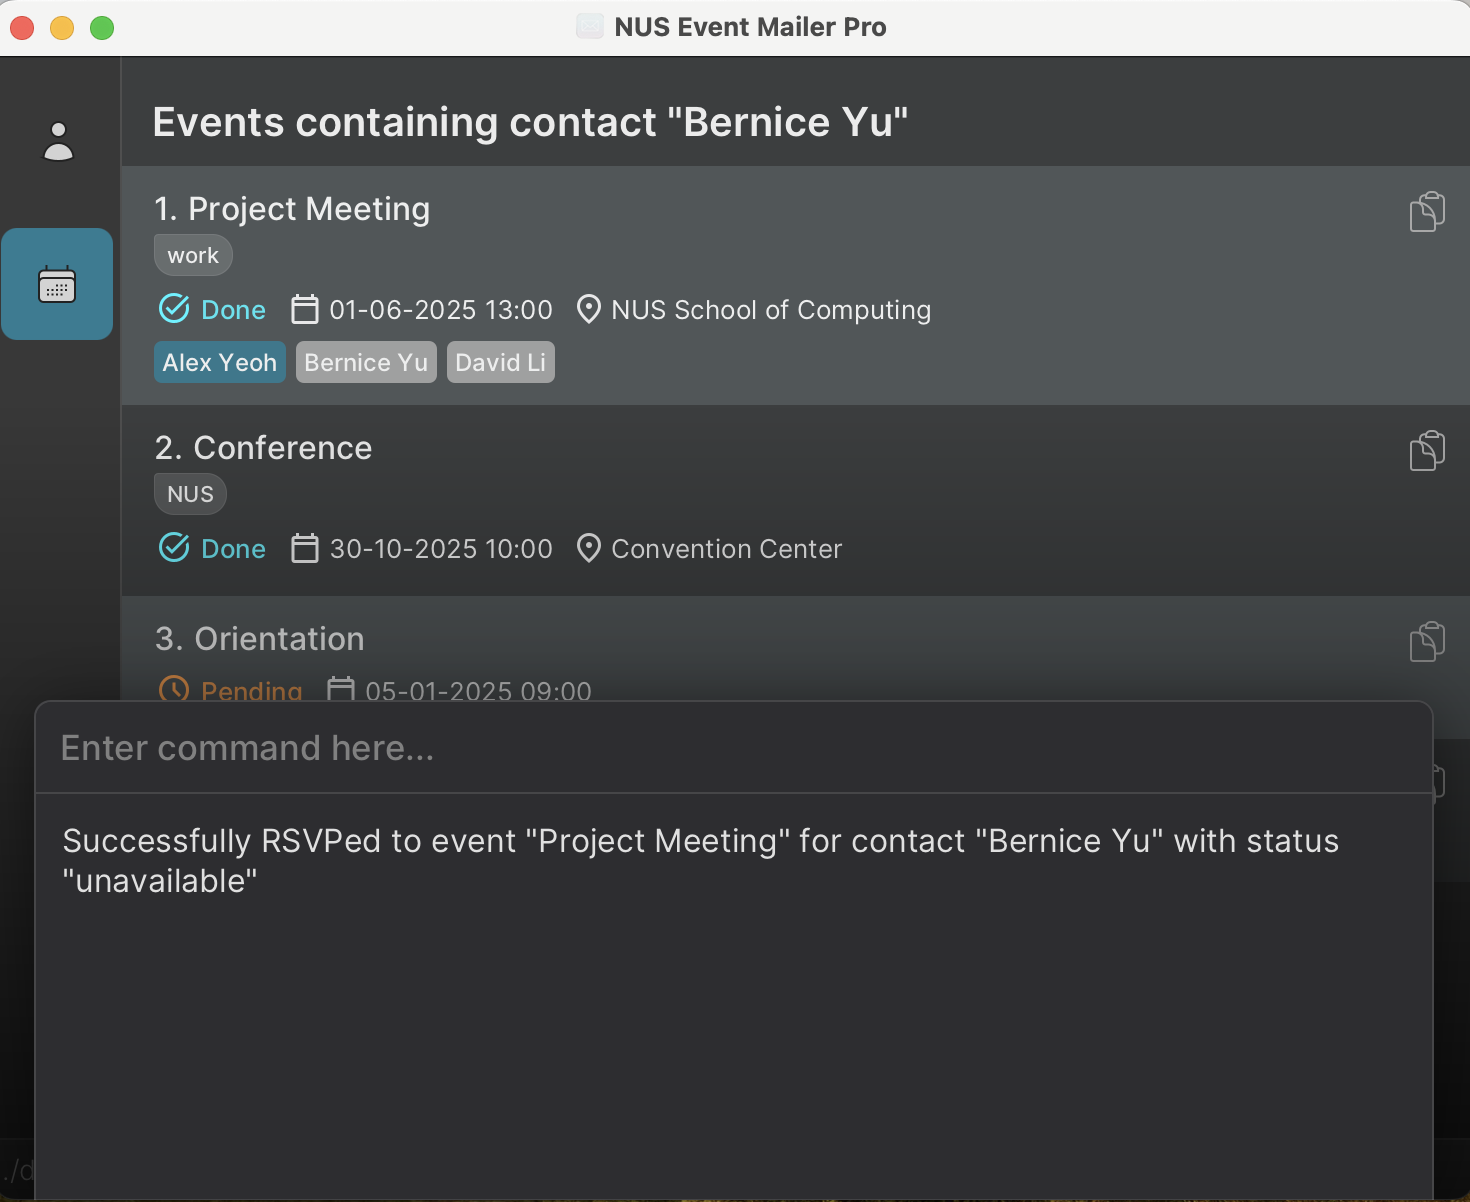 NUS Event Mailer Pro
Events containing contact "Bernice Yu"
1. Project Meeting
work
Done 01-06-2025 13:00 NUS School of Computing
Alex Yeoh Bernice Yu David Li
2. Conference
NUS
Done 30-10-2025 10:00 Convention Center
3. Orientation
Pending 05-01-2025 09:00
Enter command here...
Successfully RSVPed to event "Project Meeting" for contact "Bernice Yu" with status
"unavailable"
./d